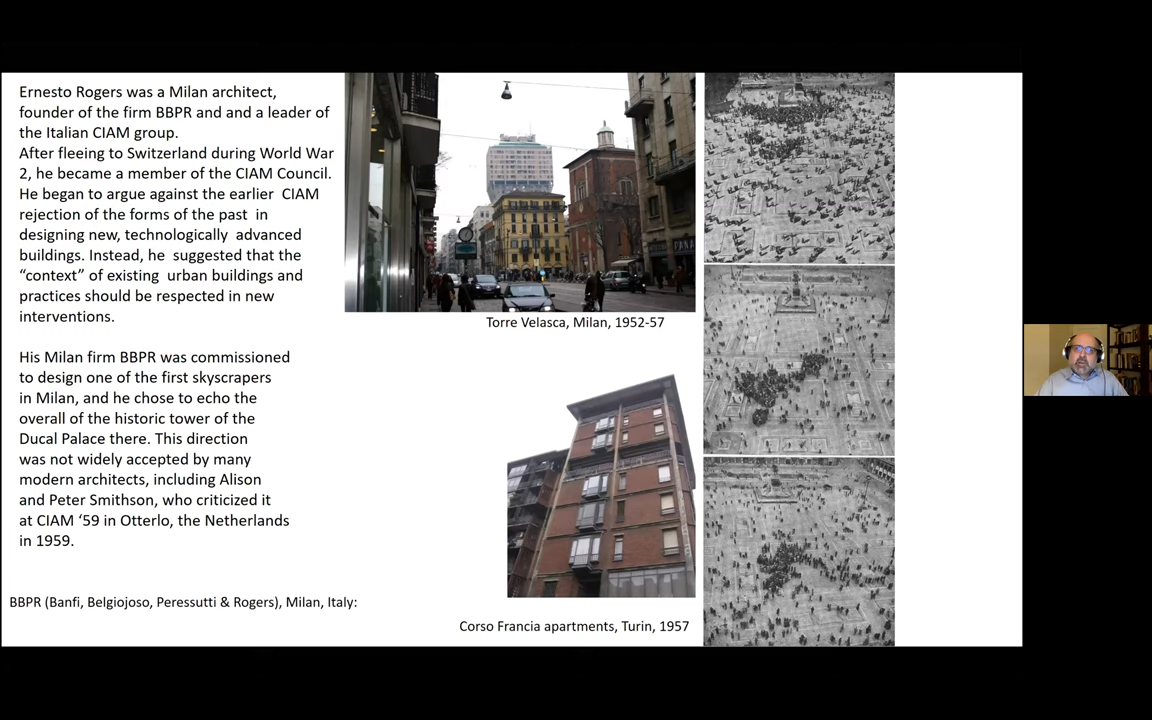 Ernesto Rogers was a Milan architect,
founder of the firm BBPR and and a leader of
the Italian CIAM group.
After fleeing to Switzerland during World War
2, he became a member of the CIAM Council.
He began to argue against the earlier CIAM
rejection of the forms of the past in
designing new, technologically advanced
buildings. Instead, he suggested that the
“context” of existing urban buildings and
practices should be respected in new
interventions.
His Milan firm BBPR was commissioned
to design one of the first skyscrapers
in Milan, and he chose to echo the
overall of the historic tower of the
Ducal Palace there. This direction
was not widely accepted by many
modern architects, including Alison
and Peter Smithson, who criticized it
at CIAM ‘59 in Otterlo, the Netherlands
in 1959.
BBPR (Banfi, Belgiojoso, Peressutti & Rogers), Milan, Italy:
Torre Velasca, Milan, 1952-57
Corso Francia apartments, Turin, 1957